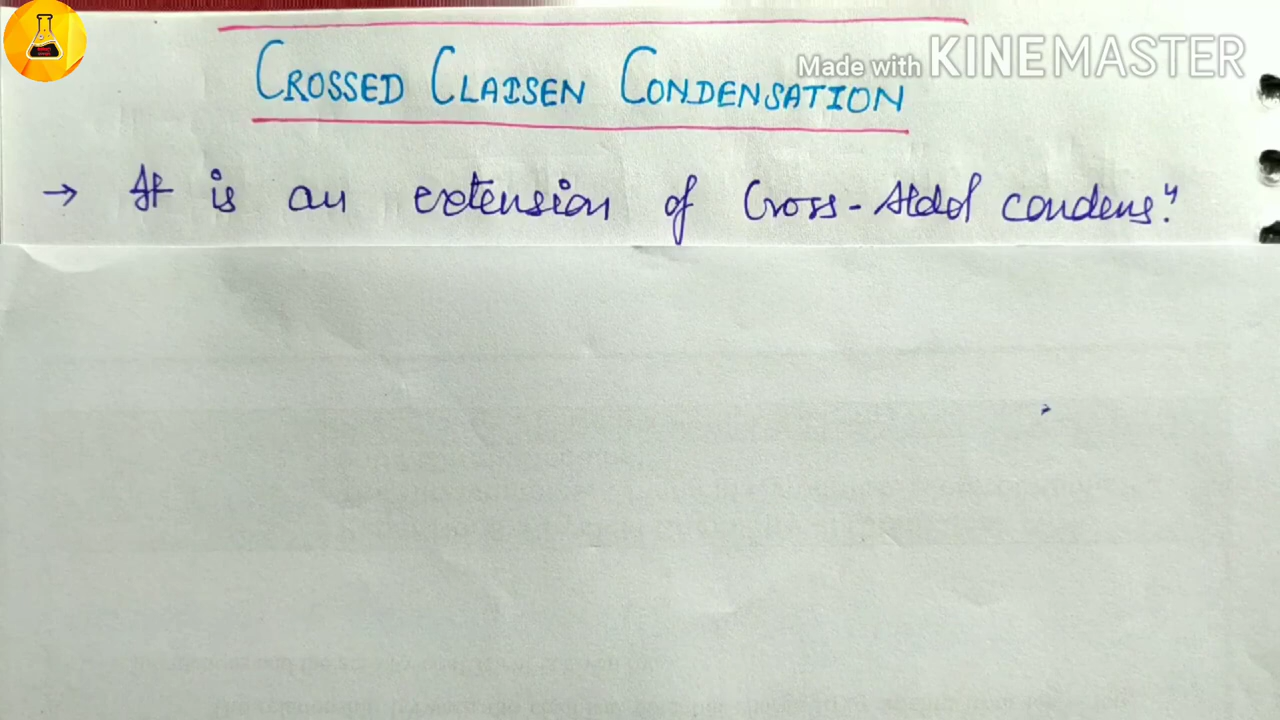 Made with KINEMASTER
CROSSED CLAISEN CONDENSATION
→ It is an extension of Cross-Aldol condens.ⁿ